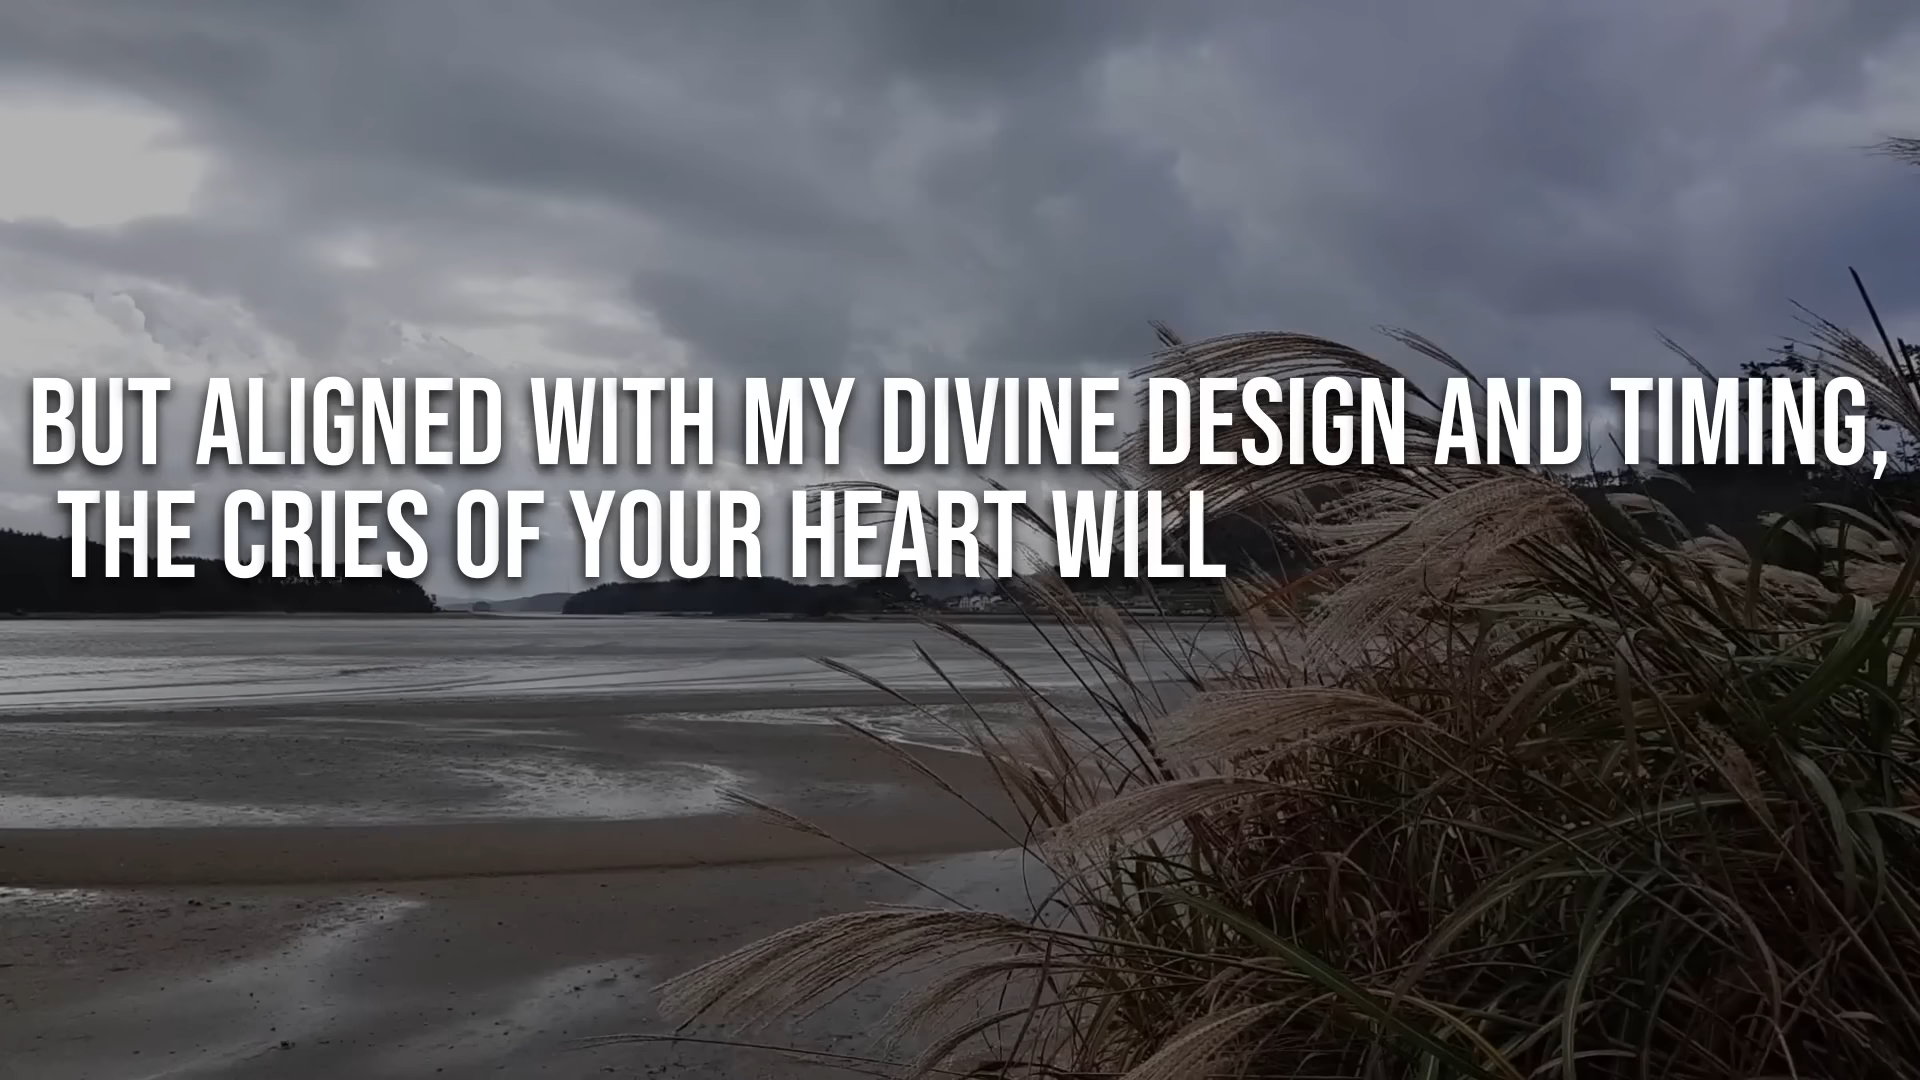 BUT ALIGNED WITH MY DIVINE DESIGN AND TIMING,
THE CRIES OF YOUR HEART WILL